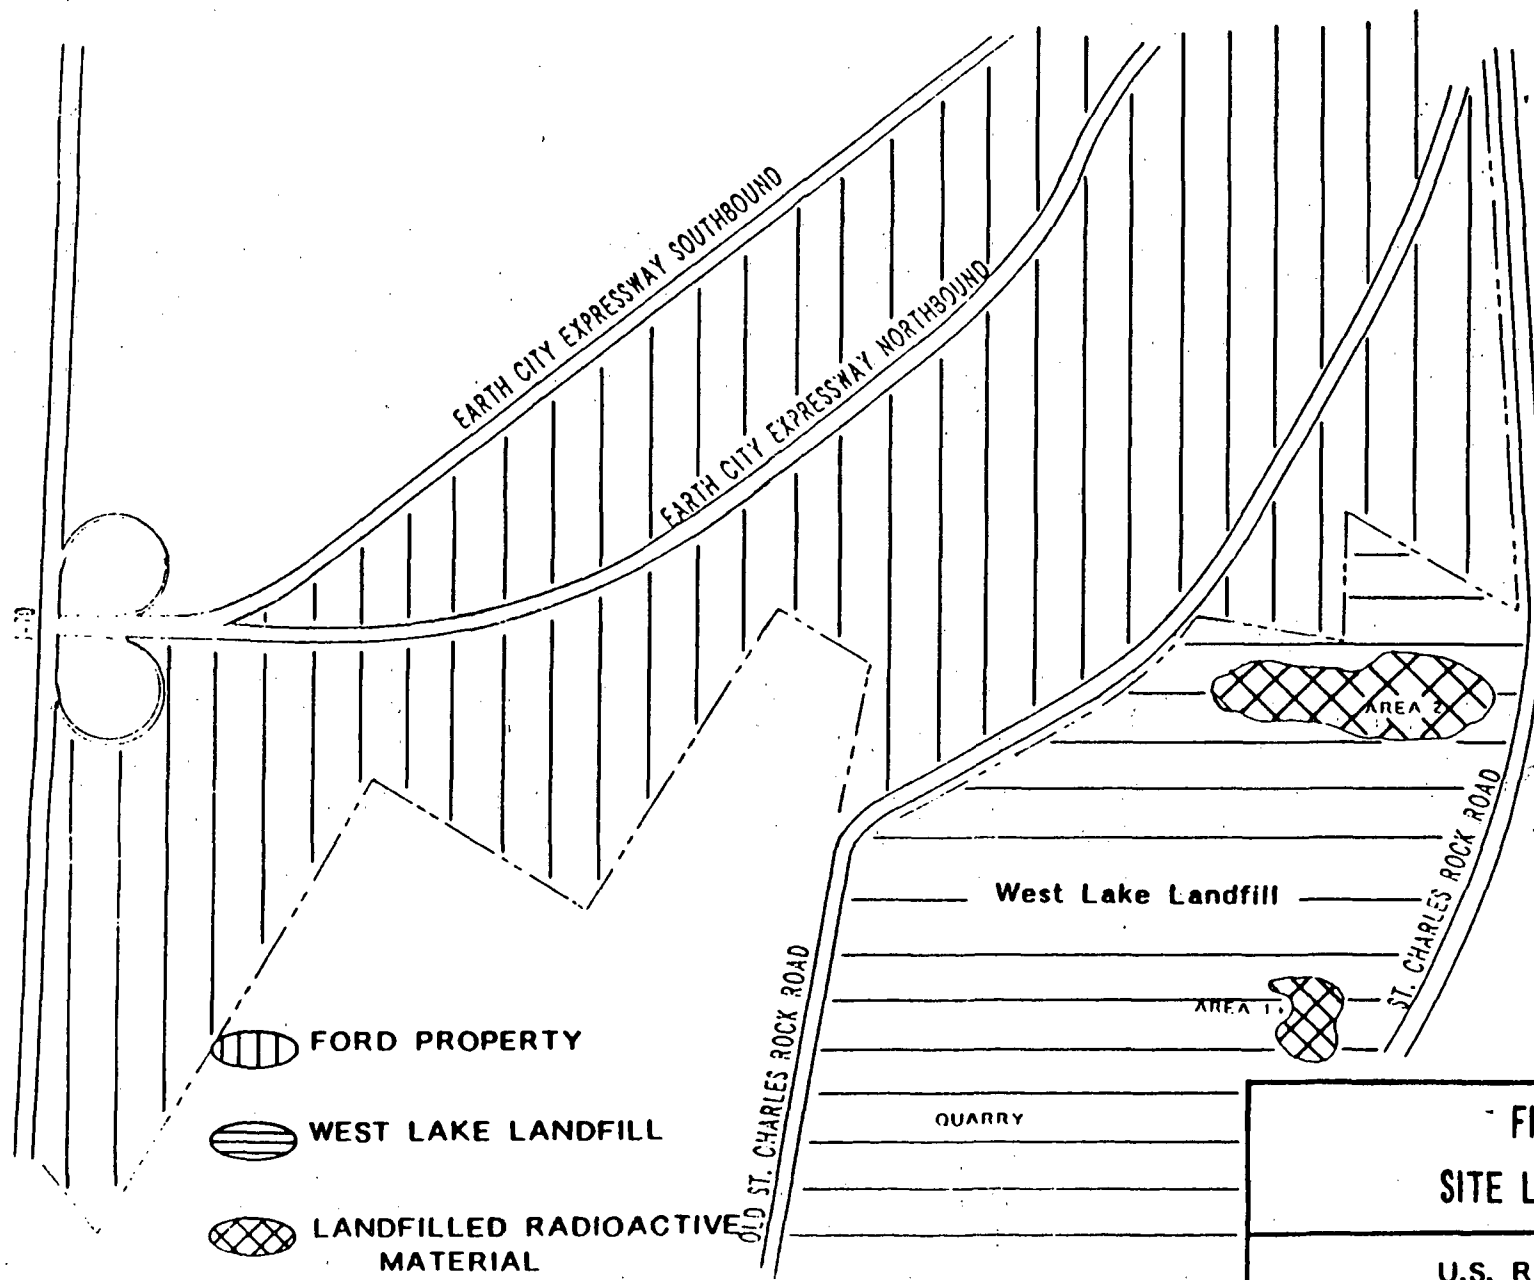 EARTH CITY EXPRESSWAY SOUTHBOUND
EARTH CITY EXPRESSWAY NORTHBOUND
AREA 2
West Lake Landfill
ST. CHARLES ROCK ROAD
AREA 1
OLD ST. CHARLES ROCK ROAD
QUARRY
FORD PROPERTY
WEST LAKE LANDFILL
LANDFILLED RADIOACTIVE
MATERIAL
SITE L
U.S. R